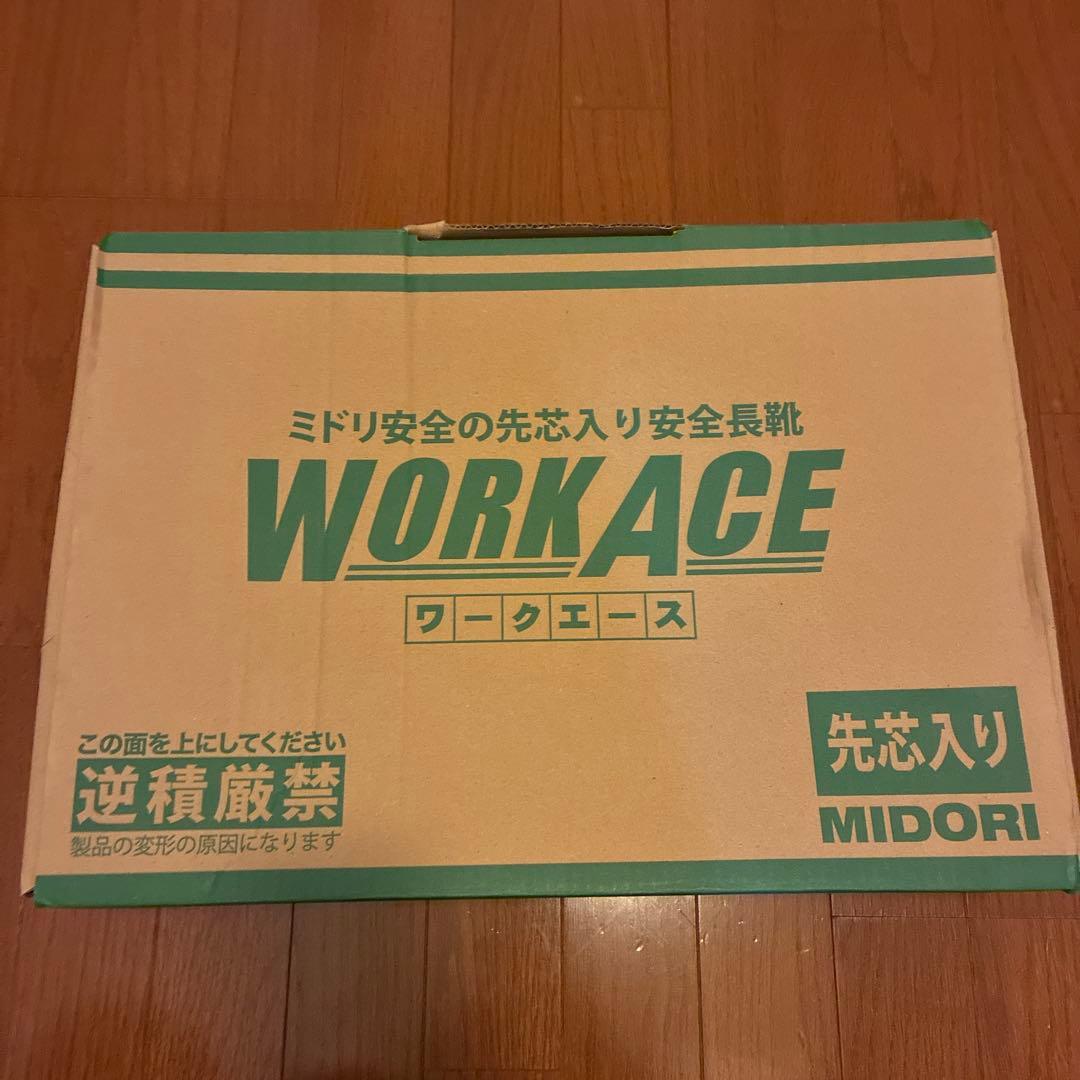 ミドリ安全の先芯入り安全長靴
WORKACE
ワークエース
この面を上にしてください
逆積厳禁
製品の変形の原因になります
先芯入り
MIDORI